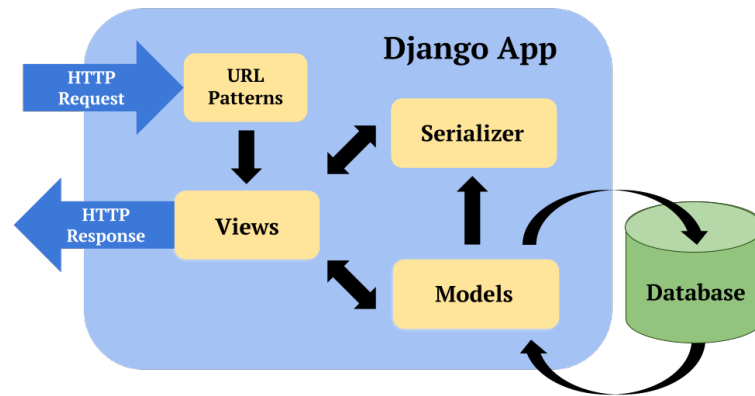 Django App
HTTP
Request
URL
Patterns
Serializer
HTTP
Response
Views
Models
Database